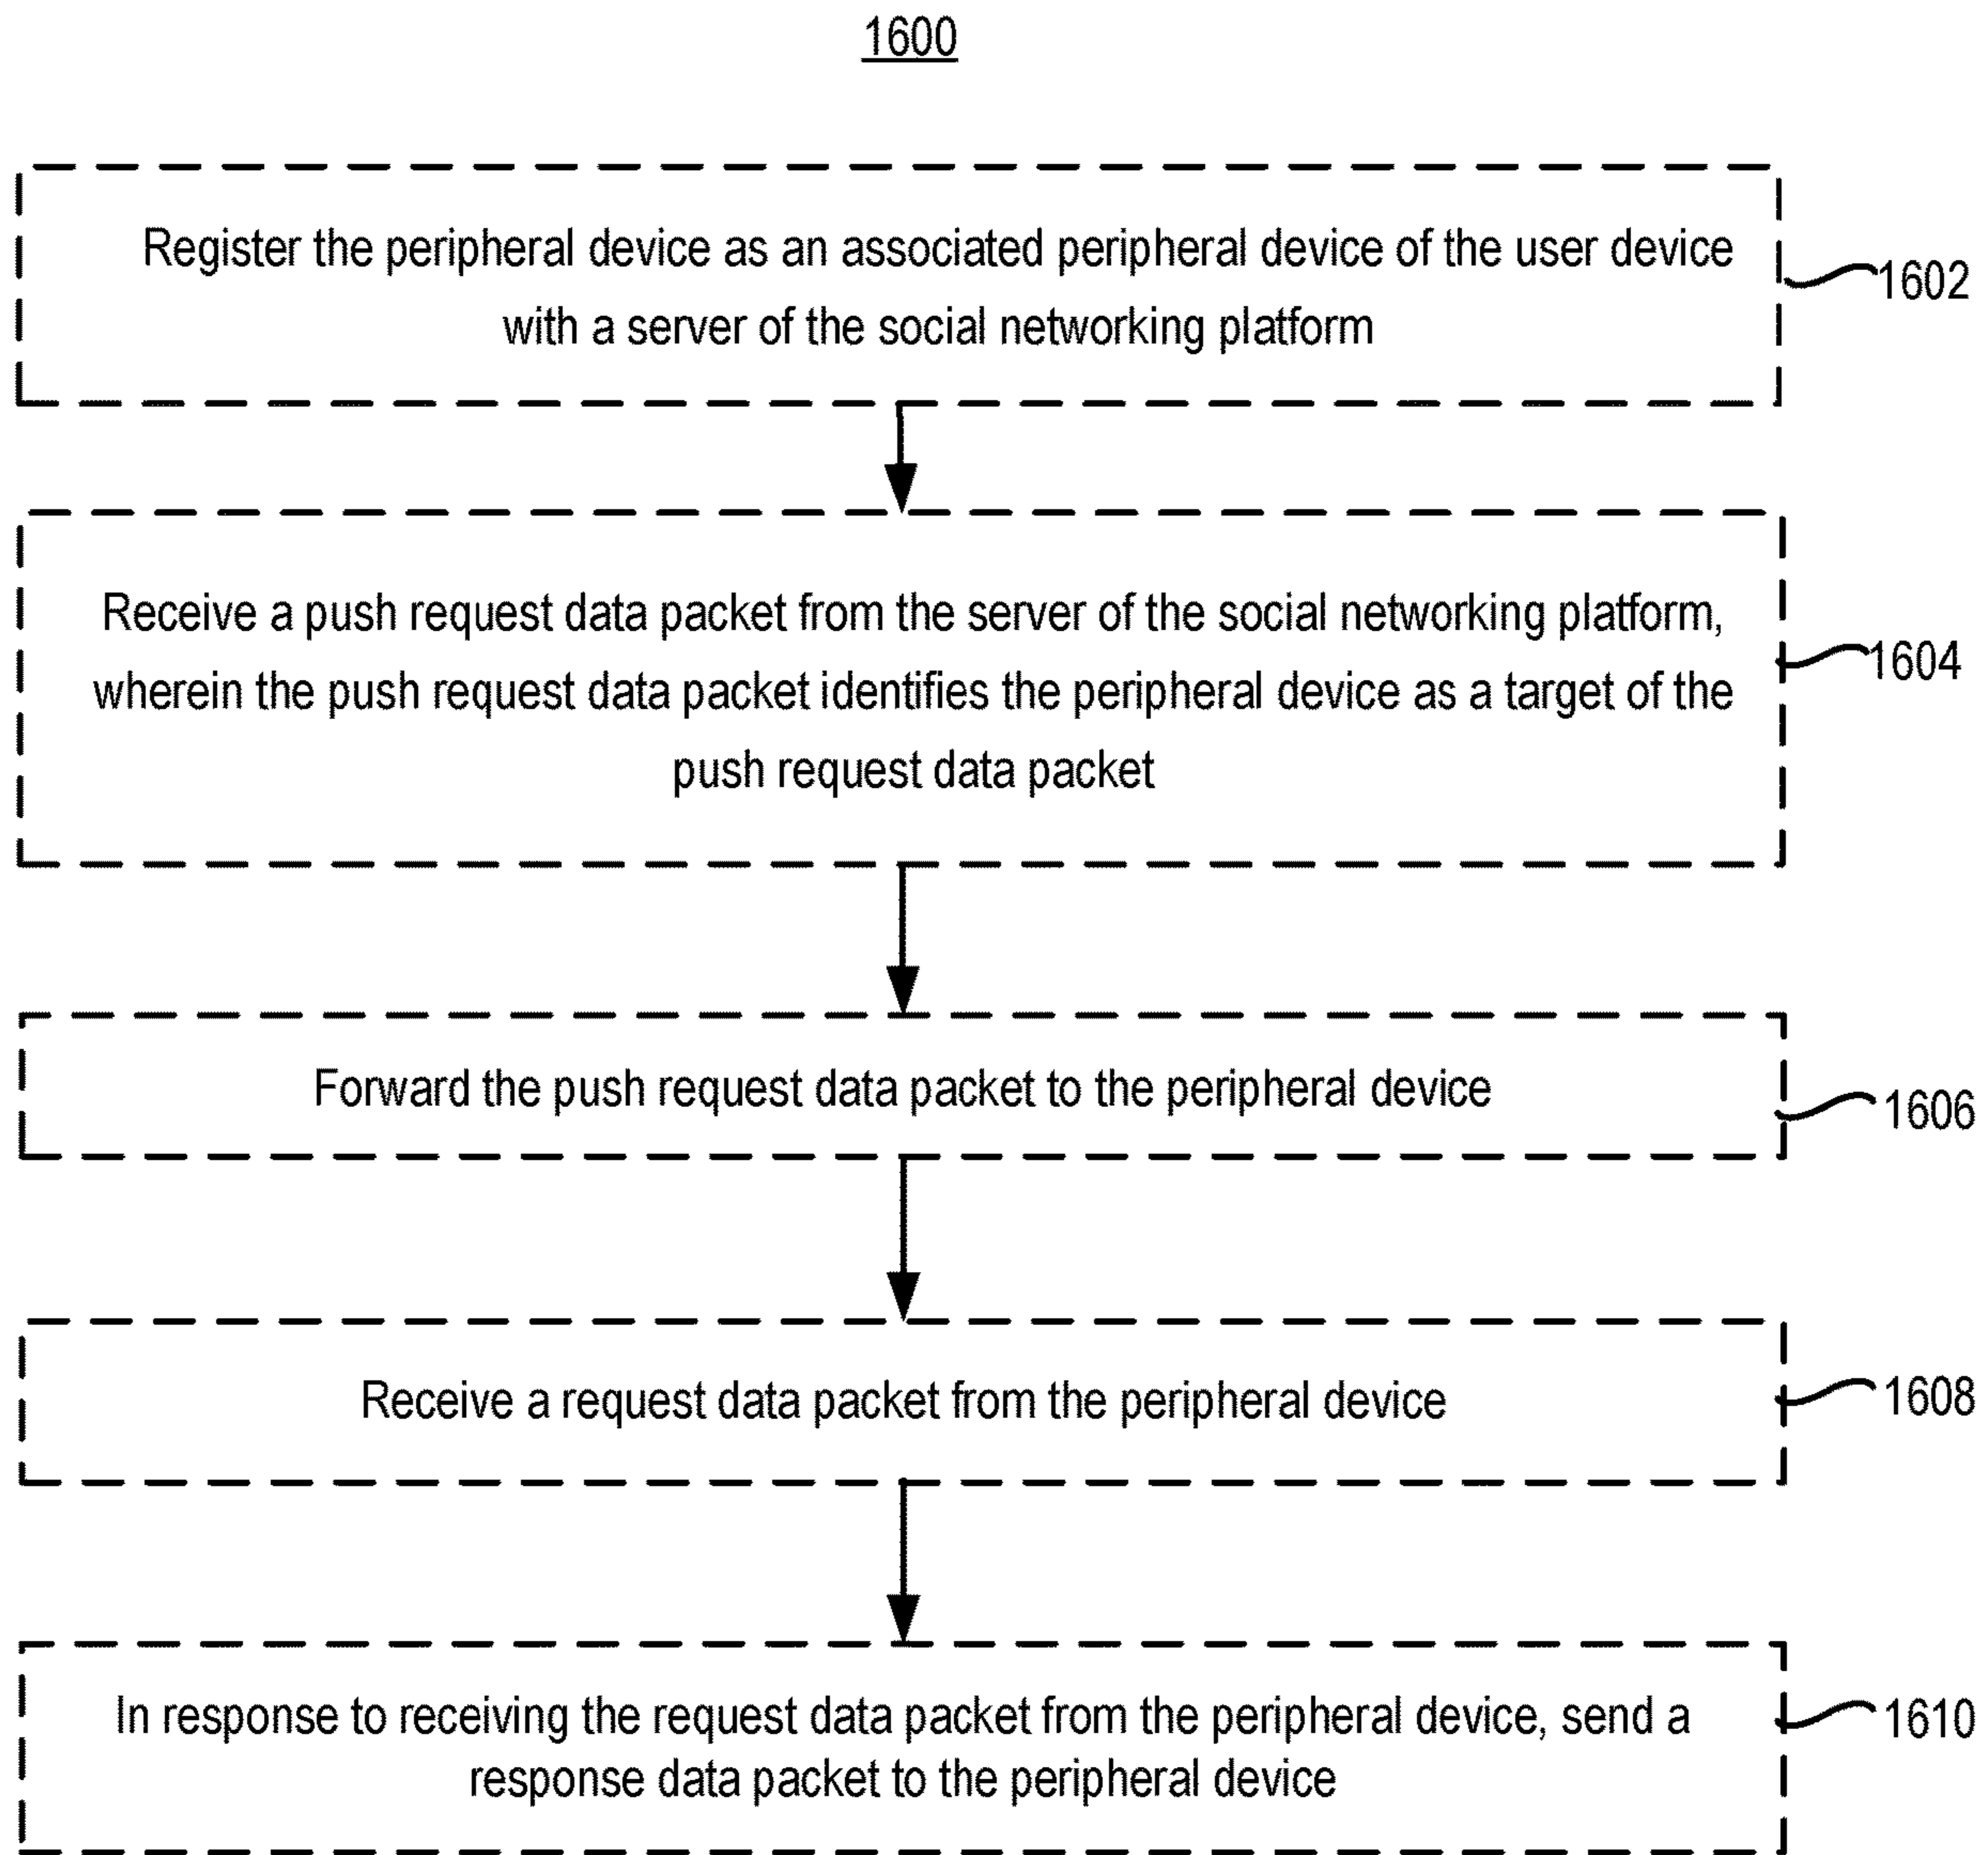 1600
Register the peripheral device as an associated peripheral device of the user device
with a server of the social networking platform
1602
Receive a push request data packet from the server of the social networking platform,
wherein the push request data packet identifies the peripheral device as a target of the
push request data packet
1604
Forward the push request data packet to the peripheral device
1606
Receive a request data packet from the peripheral device
1608
In response to receiving the request data packet from the peripheral device, send a
response data packet to the peripheral device
1610